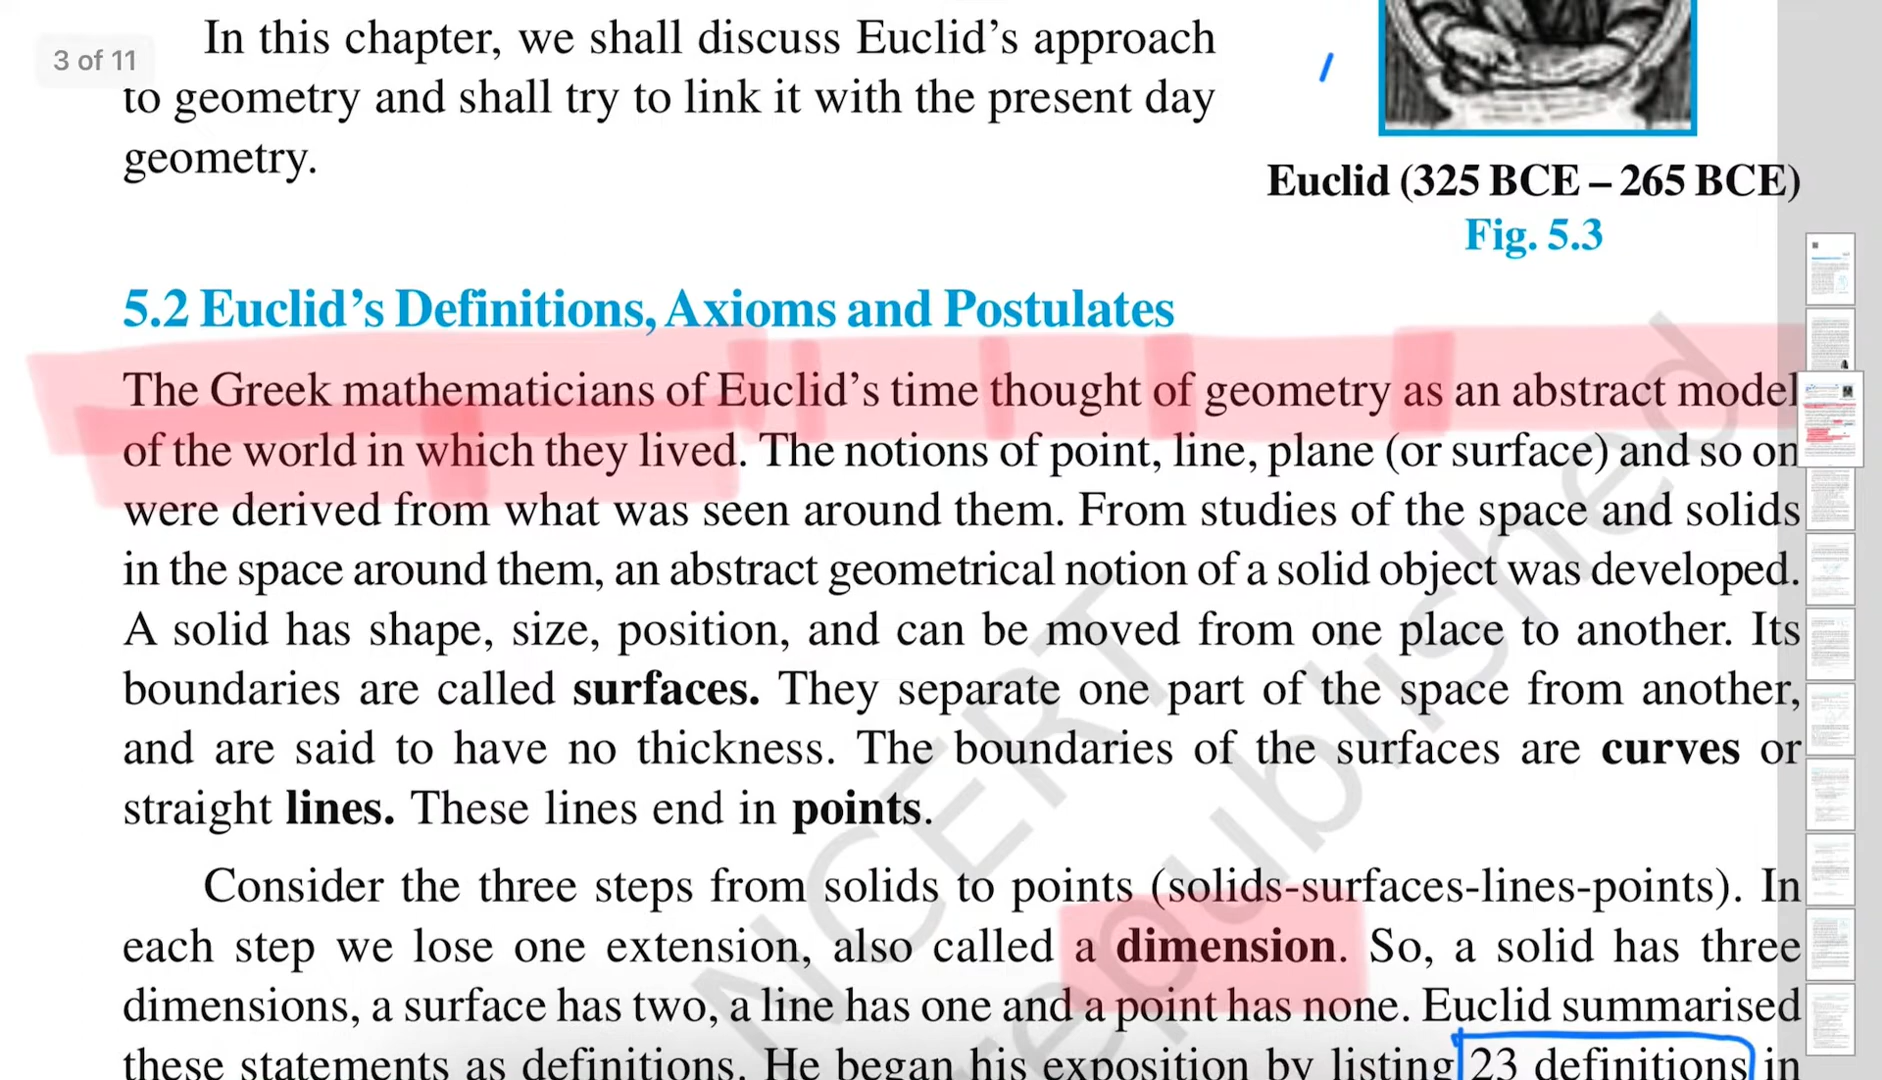 3 of 11
In this chapter, we shall discuss Euclid’s approach
to geometry and shall try to link it with the present day
geometry.
Euclid (325 BCE – 265 BCE)
Fig. 5.3
5.2 Euclid’s Definitions, Axioms and Postulates
The Greek mathematicians of Euclid’s time thought of geometry as an abstract model
of the world in which they lived. The notions of point, line, plane (or surface) and so on
were derived from what was seen around them. From studies of the space and solids
in the space around them, an abstract geometrical notion of a solid object was developed.
A solid has shape, size, position, and can be moved from one place to another. Its
boundaries are called surfaces. They separate one part of the space from another,
and are said to have no thickness. The boundaries of the surfaces are curves or
straight lines. These lines end in points.
Consider the three steps from solids to points (solids-surfaces-lines-points). In
each step we lose one extension, also called a dimension. So, a solid has three
dimensions, a surface has two, a line has one and a point has none. Euclid summarised
these statements as definitions. He began his exposition by listing 23 definitions in
NCERT
republished